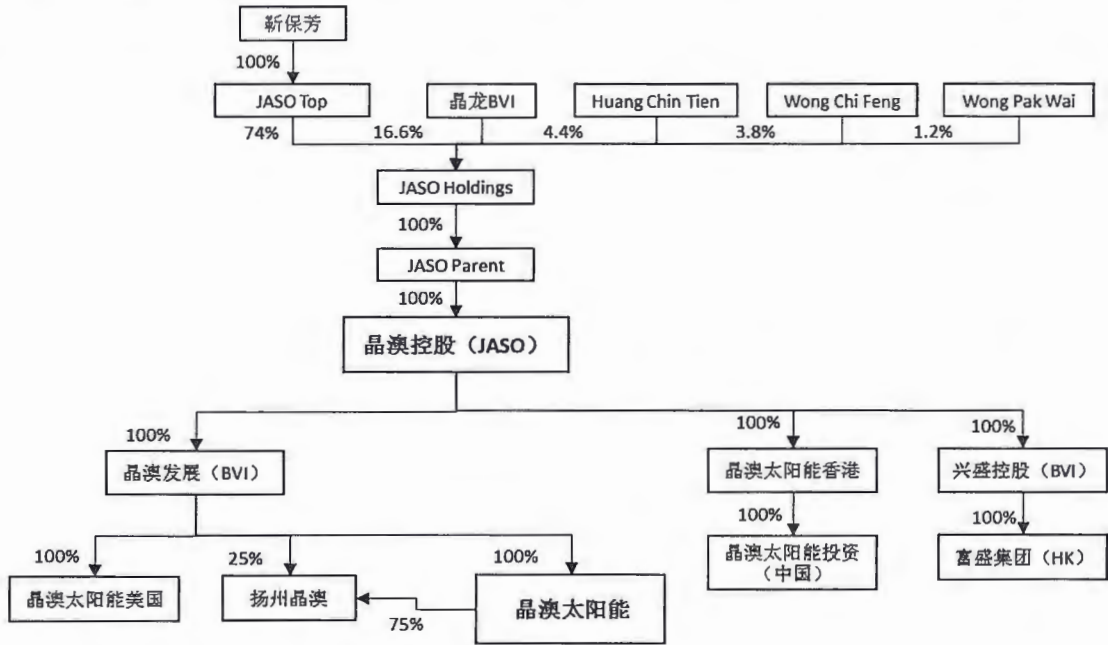 靳保芳
100%
JASO Top
晶龙BVI
Huang Chin Tien
Wong Chi Feng
Wong Pak Wai
74%
16.6%
4.4%
3.8%
1.2%
JASO Holdings
100%
JASO Parent
100%
晶澳控股（JASO）
100%
100%
100%
晶澳发展（BVI）
晶澳太阳能香港
兴盛控股（BVI）
100%
25%
100%
100%
100%
晶澳太阳能美国
扬州晶澳
晶澳太阳能
晶澳太阳能投资
（中国）
富盛集团（HK）
75%